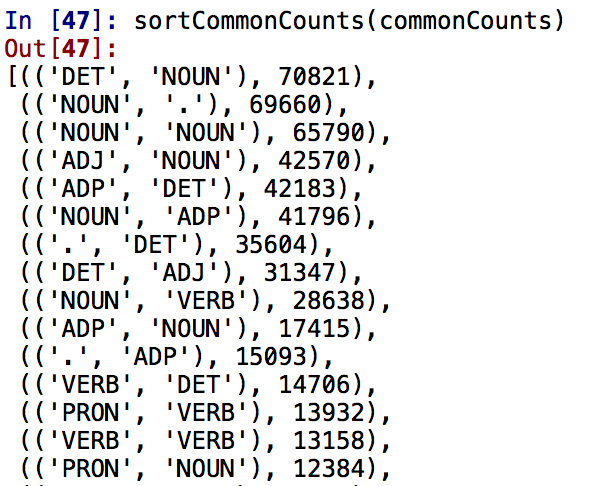 In [47]: sortCommonCounts(commonCounts)
Out[47]:
[(('DET', 'NOUN'), 70821),
(('NOUN', '.'), 69660),
(('NOUN', 'NOUN'), 65790),
(('ADJ', 'NOUN'), 42570),
(('ADP', 'DET'), 42183),
(('NOUN', 'ADP'), 41796),
(('.', 'DET'), 35604),
(('DET', 'ADJ'), 31347),
(('NOUN', 'VERB'), 28638),
(('ADP', 'NOUN'), 17415),
(('.', 'ADP'), 15093),
(('VERB', 'DET'), 14706),
(('PRON', 'VERB'), 13932),
(('VERB', 'VERB'), 13158),
(('PRON', 'NOUN'), 12384),